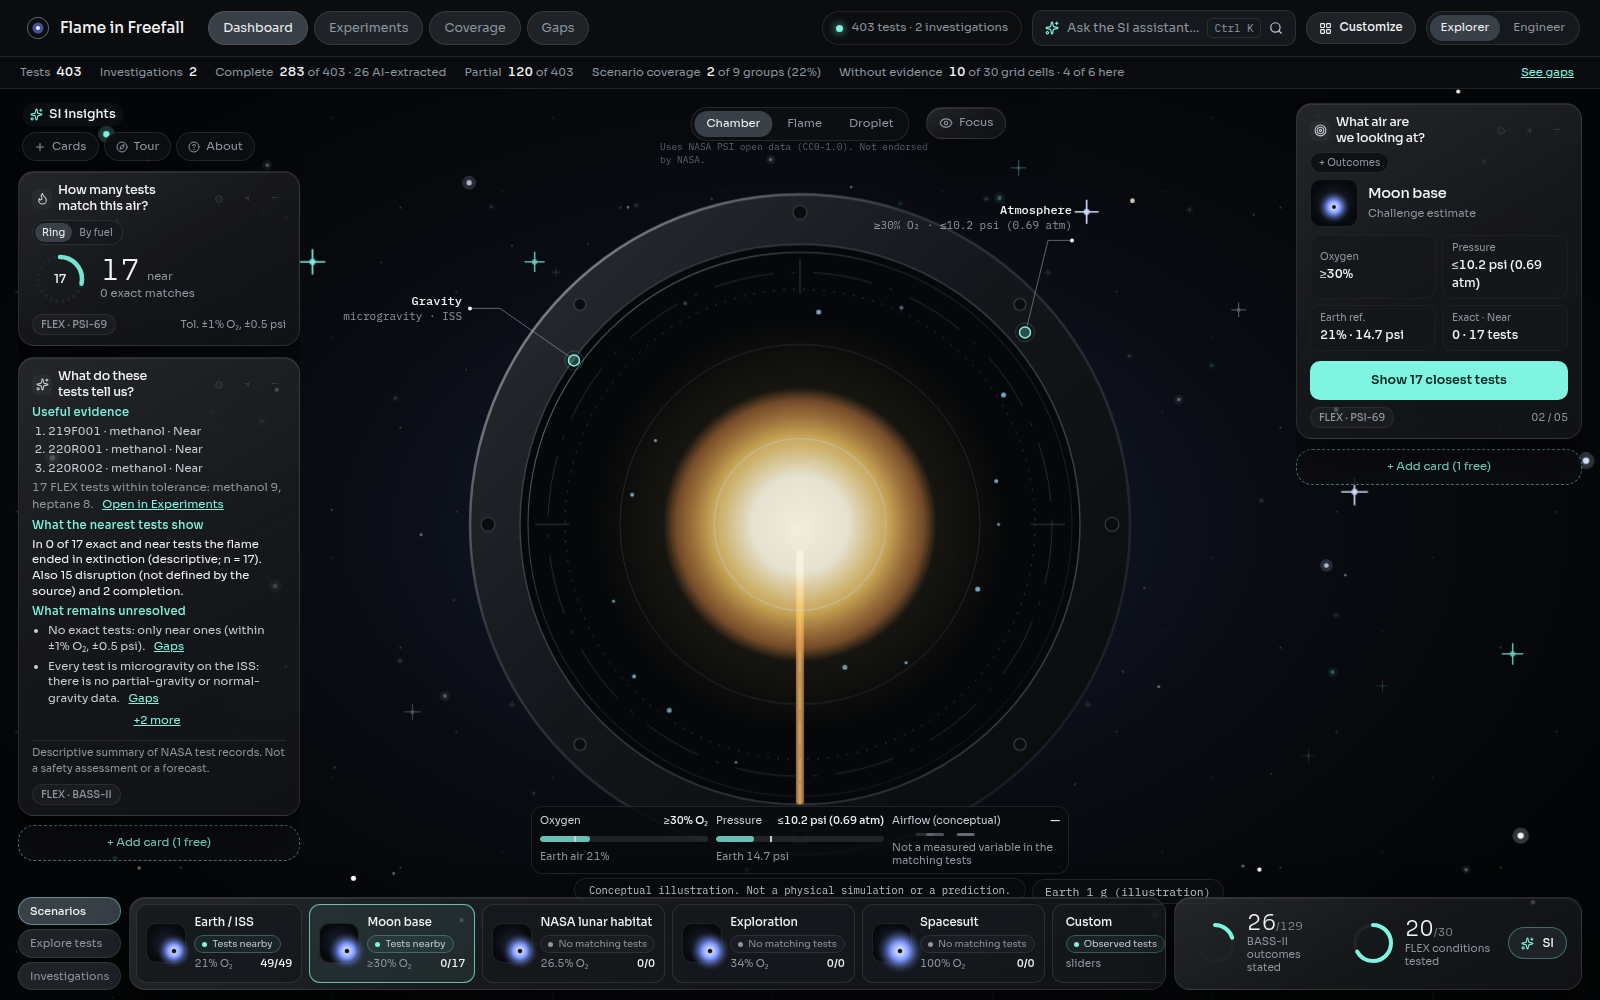 Flame in Freefall
Dashboard
Experiments
Coverage
Gaps
403 tests · 2 investigations
Ask the SI assistant...
Ctrl K
Customize
Explorer
Engineer
Tests 403
Investigations 2
Complete 283 of 403 · 26 AI-extracted
Partial 120 of 403
Scenario coverage 2 of 9 groups (22%)
Without evidence 10 of 30 grid cells · 4 of 6 here
See gaps
SI insights
+ Cards
Tour
About
How many tests
match this air?
Ring
By fuel
17
17 near
0 exact matches
FLEX · PSI-69
Tol. ±1% O₂, ±0.5 psi
What do these
tests tell us?
Useful evidence
1. 219F001 · methanol · Near
2. 220R001 · methanol · Near
3. 220R002 · methanol · Near
17 FLEX tests within tolerance: methanol 9,
heptane 8. Open in Experiments
What the nearest tests show
In 0 of 17 exact and near tests the flame
ended in extinction (descriptive; n = 17).
Also 15 disruption (not defined by the
source) and 2 completion.
What remains unresolved
• No exact tests: only near ones (within
±1% O₂, ±0.5 psi). Gaps
• Every test is microgravity on the ISS:
there is no partial-gravity or normal-
gravity data. Gaps
+2 more
Descriptive summary of NASA test records. Not
a safety assessment or a forecast.
FLEX · BASS-II
+ Add card (1 free)
Chamber
Flame
Droplet
Focus
Uses NASA PSI open data (CC0-1.0). Not endorsed
by NASA.
Atmosphere
≥30% O₂ · ≤10.2 psi (0.69 atm)
Gravity
microgravity · ISS
Oxygen ≥30% O₂
Earth air 21%
Pressure ≤10.2 psi (0.69 atm)
Earth 14.7 psi
Airflow (conceptual) —
Not a measured variable in the
matching tests
Conceptual illustration. Not a physical simulation or a prediction.
Earth 1 g (illustration)
What air are
we looking at?
+ Outcomes
Moon base
Challenge estimate
Oxygen
≥30%
Pressure
≤10.2 psi (0.69
atm)
Earth ref.
21% · 14.7 psi
Exact · Near
0 · 17 tests
Show 17 closest tests
FLEX · PSI-69
02 / 05
+ Add card (1 free)
Scenarios
Explore tests
Investigations
Earth / ISS
Tests nearby
21% O₂ 49/49
Moon base
Tests nearby
≥30% O₂ 0/17
NASA lunar habitat
No matching tests
26.5% O₂ 0/0
Exploration
No matching tests
34% O₂ 0/0
Spacesuit
No matching tests
100% O₂ 0/0
Custom
Observed tests
sliders
26/129
BASS-II
outcomes
stated
20/30
FLEX conditions
tested
SI